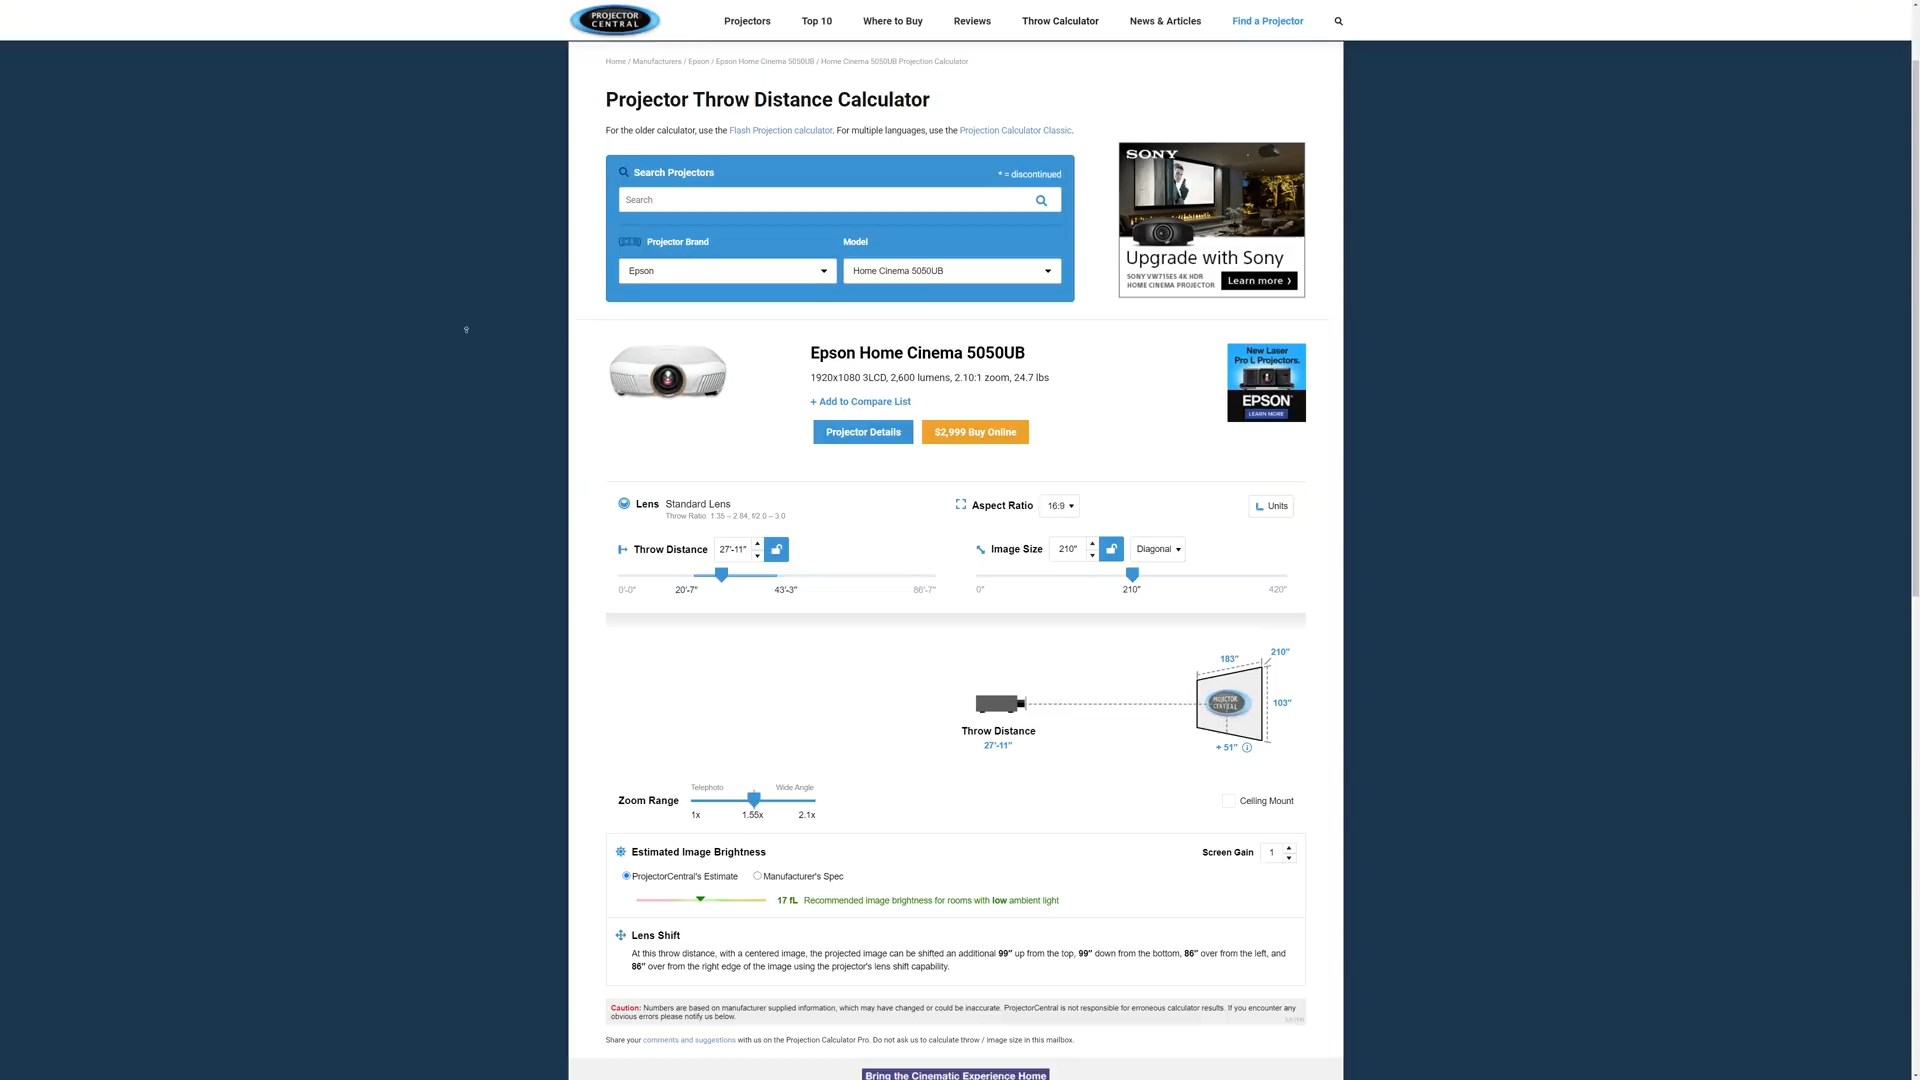 PROJECTOR
CENTRAL
Projectors
Top 10
Where to Buy
Reviews
Throw Calculator
News & Articles
Find a Projector
Home / Manufacturers / Epson / Epson Home Cinema 5050UB / Home Cinema 5050UB Projection Calculator
Projector Throw Distance Calculator
For the older calculator, use the Flash Projection calculator. For multiple languages, use the Projection Calculator Classic.
Search Projectors
* = discontinued
Search
Projector Brand
Model
Epson
Home Cinema 5050UB
SONY
Upgrade with Sony
SONY VW715ES 4K HDR
HOME CINEMA PROJECTOR
Learn more ›
Epson Home Cinema 5050UB
1920x1080 3LCD, 2,600 lumens, 2.10:1 zoom, 24.7 lbs
+ Add to Compare List
Projector Details
$2,999 Buy Online
New Laser
Pro L Projectors.
EPSON
LEARN MORE
Lens
Standard Lens
Throw Ratio: 1.35 – 2.84, f/2.0 – 3.0
Aspect Ratio
16:9
Units
Throw Distance
27'-11"
Image Size
210"
Diagonal
0'-0"
20'-7"
43'-3"
86'-7"
0"
210"
420"
183"
210"
PROJECTOR
CENTRAL
103"
+ 51"
Throw Distance
27'-11"
Telephoto
Wide Angle
Zoom Range
1x
1.55x
2.1x
Ceiling Mount
Estimated Image Brightness
Screen Gain
1
ProjectorCentral's Estimate
Manufacturer's Spec
17 fL Recommended image brightness for rooms with low ambient light
Lens Shift
At this throw distance, with a centered image, the projected image can be shifted an additional 99" up from the top, 99" down from the bottom, 86" over from the left, and
86" over from the right edge of the image using the projector's lens shift capability.
Caution: Numbers are based on manufacturer supplied information, which may have changed or could be inaccurate. ProjectorCentral is not responsible for erroneous calculator results. If you encounter any
obvious errors please notify us below.
Share your comments and suggestions with us on the Projection Calculator Pro. Do not ask us to calculate throw / image size in this mailbox.
Bring the Cinematic Experience Home